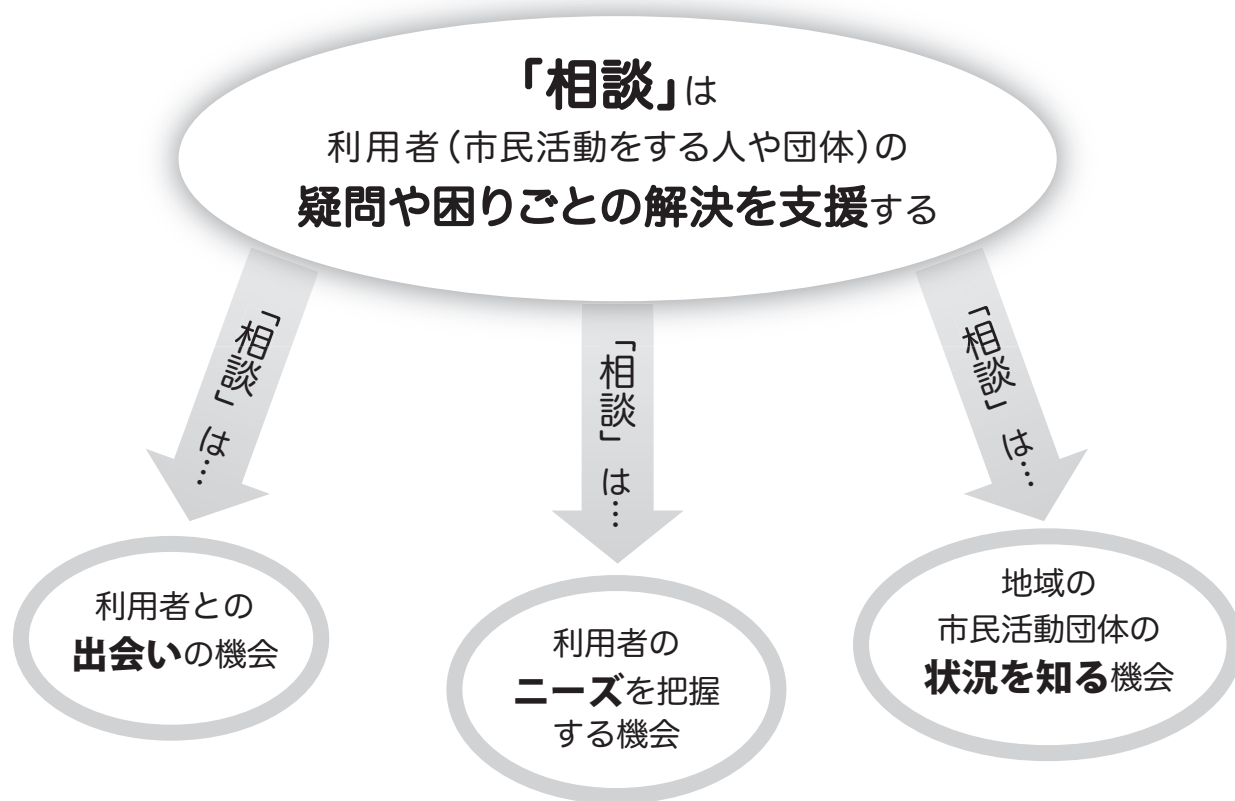 「相談」は
利用者（市民活動をする人や団体）の
疑問や困りごとの解決を支援する
「相談」は…
「相談」は…
「相談」は…
利用者との
出会いの機会
利用者の
ニーズを把握
する機会
地域の
市民活動団体の
状況を知る機会